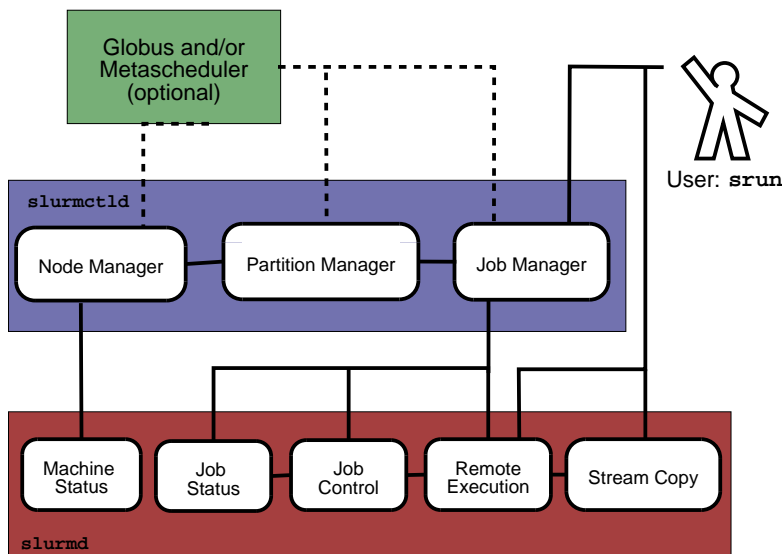 Globus and/or
Metascheduler
(optional)
User: srun
slurmctld
Node Manager
Partition Manager
Job Manager
Machine
Status
Job
Status
Job
Control
Remote
Execution
Stream Copy
slurmd